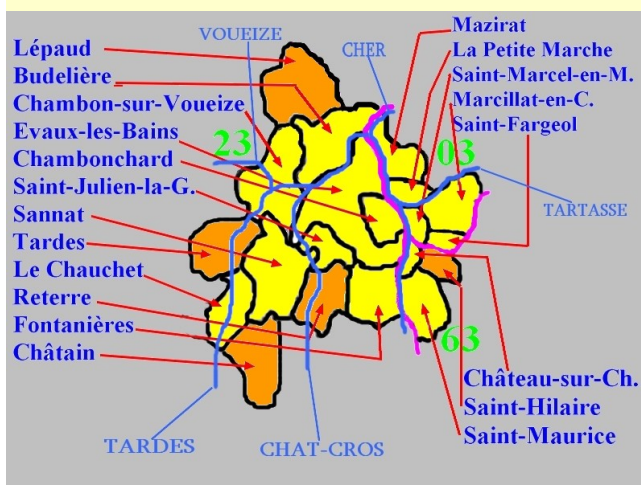 Lépaud
Budelière
Chambon-sur-Voueize
Evaux-les-Bains
Chambonchard
Saint-Julien-la-G.
Sannat
Tardes
Le Chauchet
Reterre
Fontanières
Châtain
VOUEIZE
CHER
23
03
63
TARDES
CHAT-CROS
TARTASSE
Mazirat
La Petite Marche
Saint-Marcel-en-M.
Marcillat-en-C.
Saint-Fargeol
Château-sur-Ch.
Saint-Hilaire
Saint-Maurice